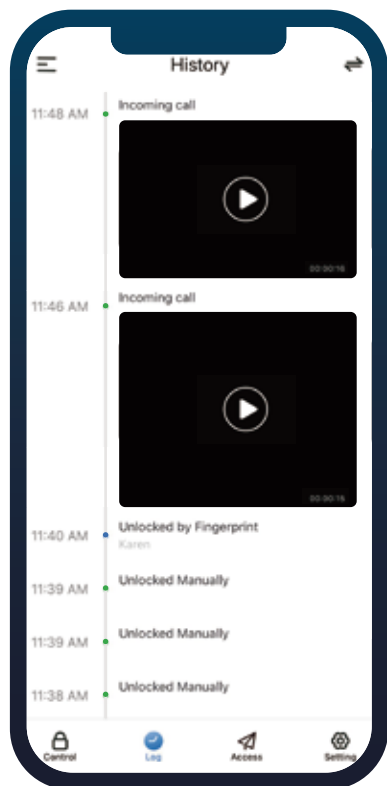 History
11:48 AM
Incoming call
00:00:16
11:46 AM
Incoming call
00:00:15
11:40 AM
Unlocked by Fingerprint
Karen
11:39 AM
Unlocked Manually
11:39 AM
Unlocked Manually
11:38 AM
Unlocked Manually
Control
Log
Access
Setting